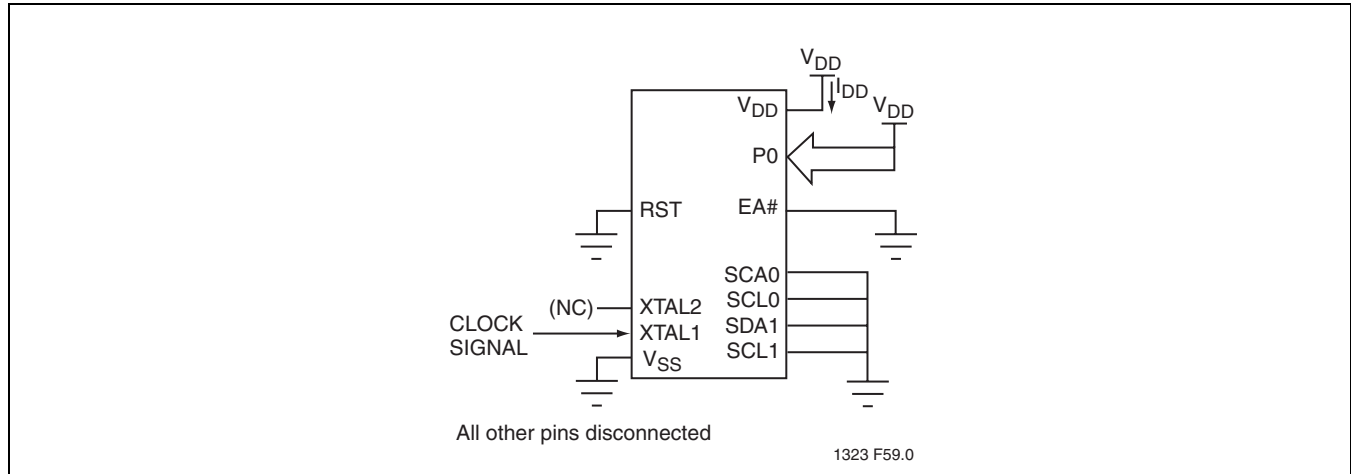 VDD
IDD
VDD
VDD
P0
RST
EA#
SCA0
(NC)
XTAL2
SCL0
CLOCK
SIGNAL
XTAL1
SDA1
VSS
SCL1
All other pins disconnected
1323 F59.0